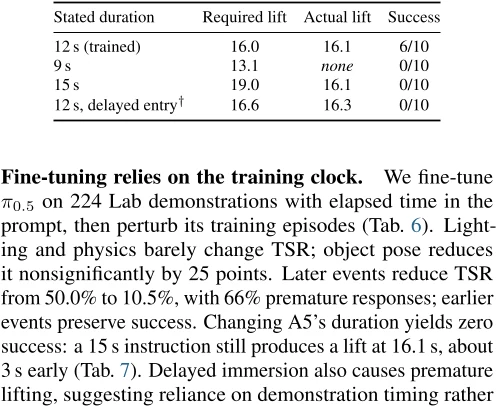 Stated duration Required lift Actual lift Success
12 s (trained) 16.0 16.1 6/10
9 s 13.1 none 0/10
15 s 19.0 16.1 0/10
12 s, delayed entry† 16.6 16.3 0/10
Fine-tuning relies on the training clock. We fine-tune
π0.5 on 224 Lab demonstrations with elapsed time in the
prompt, then perturb its training episodes (Tab. 6). Light-
ing and physics barely change TSR; object pose reduces
it nonsignificantly by 25 points. Later events reduce TSR
from 50.0% to 10.5%, with 66% premature responses; earlier
events preserve success. Changing A5's duration yields zero
success: a 15 s instruction still produces a lift at 16.1 s, about
3 s early (Tab. 7). Delayed immersion also causes premature
lifting, suggesting reliance on demonstration timing rather